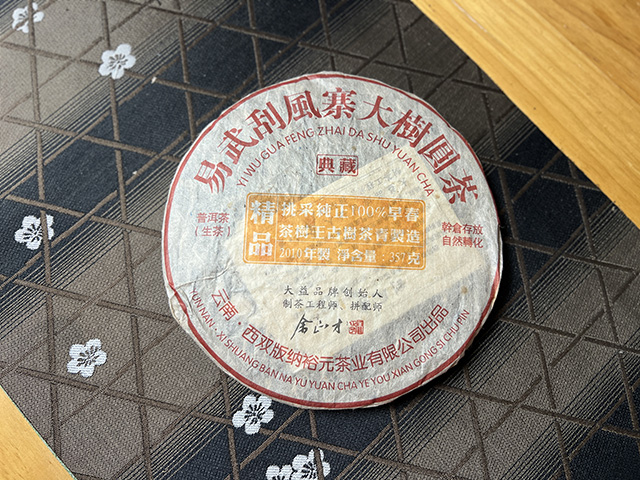 易武刮風寨大樹圓茶
YI WU GUA FENG ZHAI DA SHU YUAN CHA
典藏
精品
挑采纯正100%早春
茶樹王古樹茶青製造
2010年製 淨含量：357克
普洱茶
（生茶）
幹倉存放
自然轉化
大益品牌创始人
制茶工程师、拼配师
云南·西双版纳裕元茶业有限公司出品
YUN NAN · XI SHUANG BAN NA YU YUAN CHA YE YOU XIAN GONG SI CHU PIN